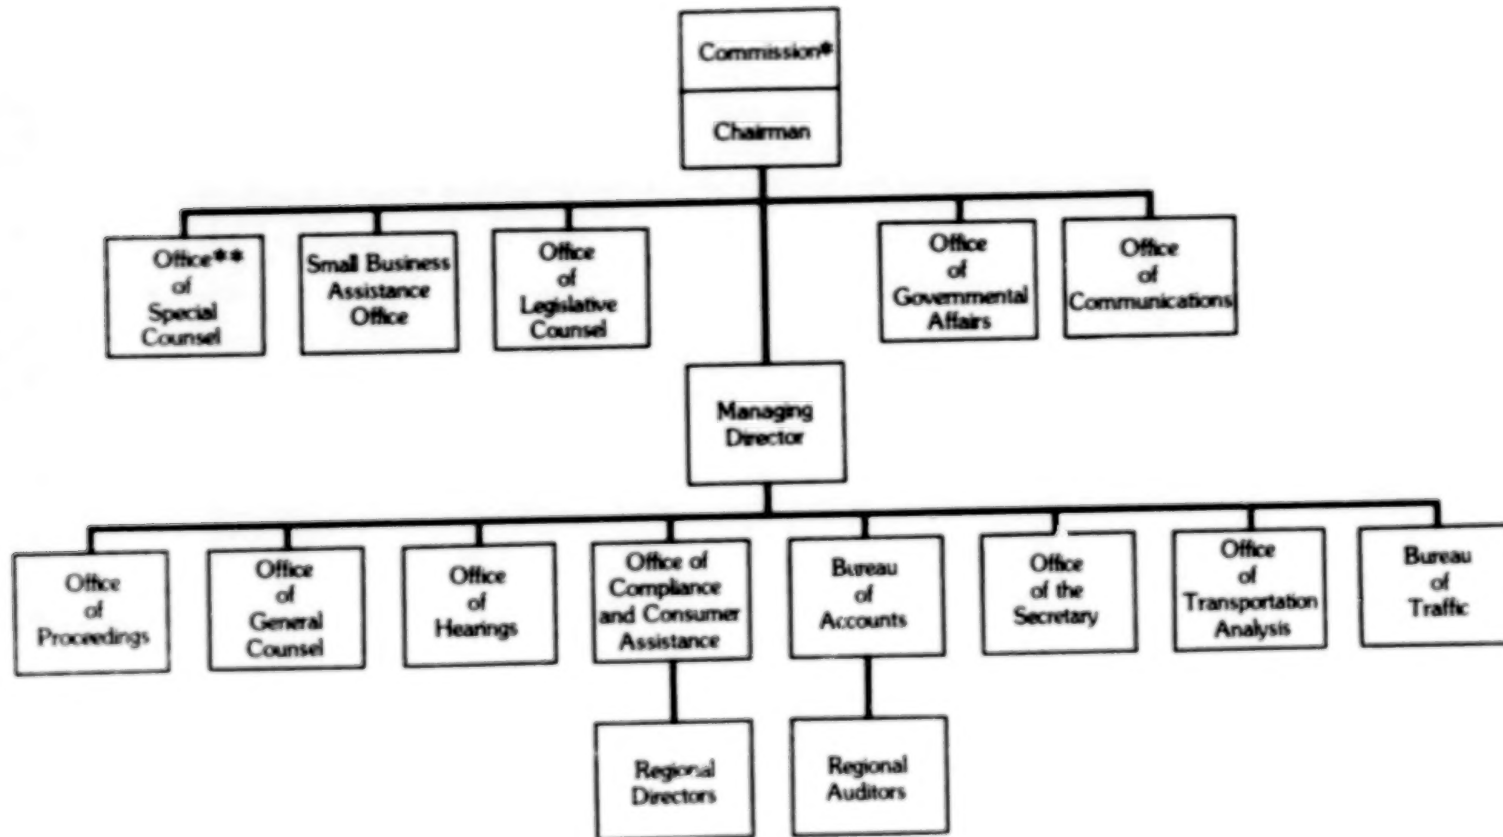 Commission*
Chairman
Office**
of
Special
Counsel
Small Business
Assistance
Office
Office
of
Legislative
Counsel
Office
of
Governmental
Affairs
Office
of
Communications
Managing
Director
Office
of
Proceedings
Office
of
General
Counsel
Office
of
Hearings
Office of
Compliance
and Consumer
Assistance
Bureau
of
Accounts
Office
of the
Secretary
Office
of
Transportation
Analysis
Bureau
of
Traffic
Regional
Directors
Regional
Auditors